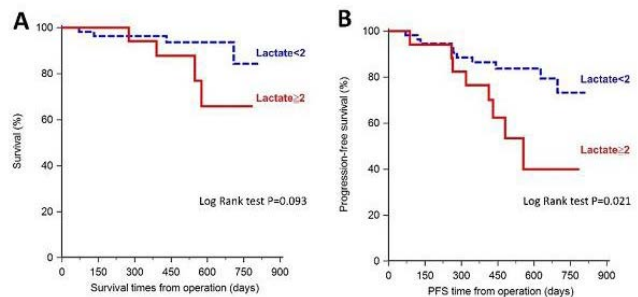 A
100
80
60
40
20
0
Survival (%)
Lactate<2
Lactate≧2
Log Rank test P=0.093
0 150 300 450 600 750 900
Survival times from operation (days)
B
100
80
60
40
20
0
Progression-free survival (%)
Lactate<2
Lactate≧2
Log Rank test P=0.021
0 150 300 450 600 750 900
PFS time from operation (days)